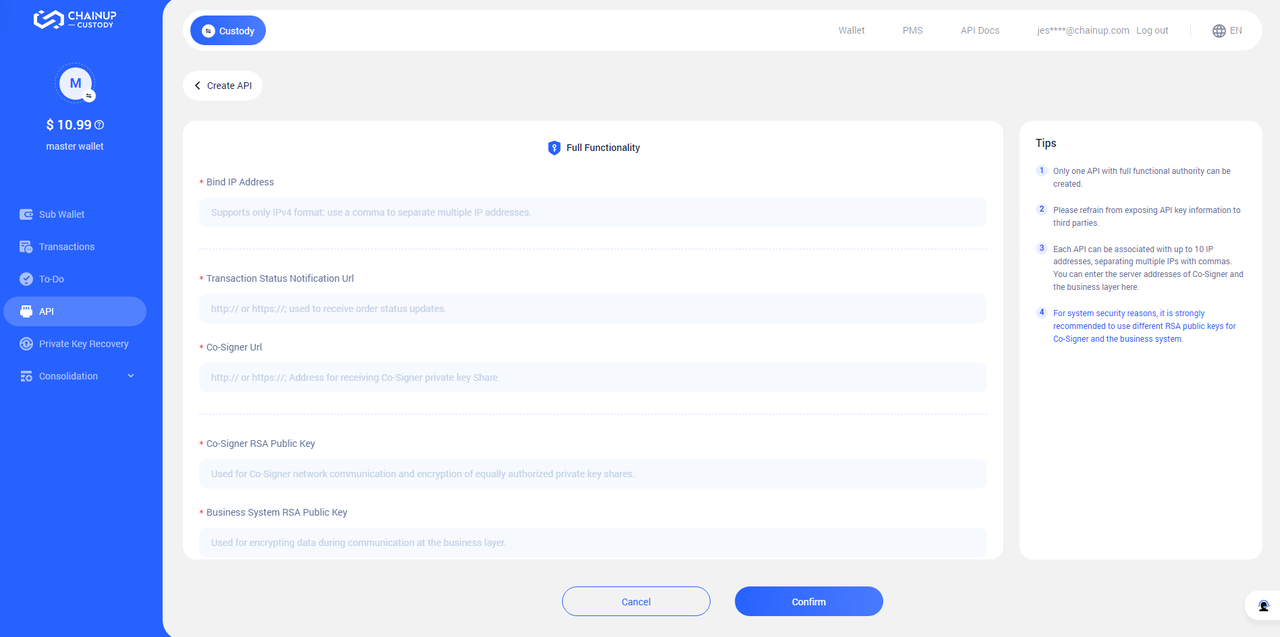 CHAINUP
CUSTODY
M
$ 10.99
master wallet
Sub Wallet
Transactions
To-Do
API
Private Key Recovery
Consolidation
Custody
Wallet
PMS
API Docs
jes****@chainup.com
Log out
EN
Create API
Full Functionality
* Bind IP Address
Supports only IPv4 format; use a comma to separate multiple IP addresses.
* Transaction Status Notification Url
http:// or https://; used to receive order status updates.
* Co-Signer Url
http:// or https://; Address for receiving Co-Signer private key Share
* Co-Signer RSA Public Key
Used for Co-Signer network communication and encryption of equally authorized private key shares.
* Business System RSA Public Key
Used for encrypting data during communication at the business layer.
Cancel
Confirm
Tips
1 Only one API with full functional authority can be
created.
2 Please refrain from exposing API key information to
third parties.
3 Each API can be associated with up to 10 IP
addresses, separating multiple IPs with commas.
You can enter the server addresses of Co-Signer and
the business layer here.
4 For system security reasons, it is strongly
recommended to use different RSA public keys for
Co-Signer and the business system.